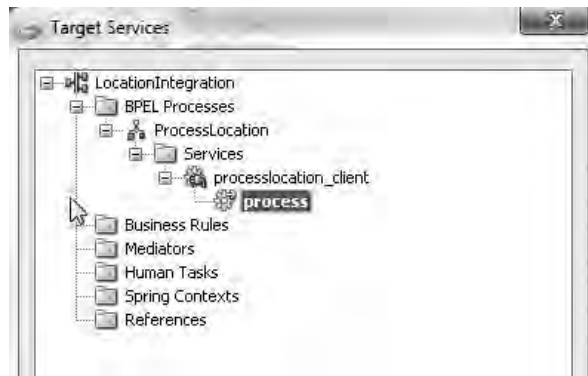 Target Services
LocationIntegration
BPEL Processes
ProcessLocation
Services
processlocation_client
process
Business Rules
Mediators
Human Tasks
Spring Contexts
References